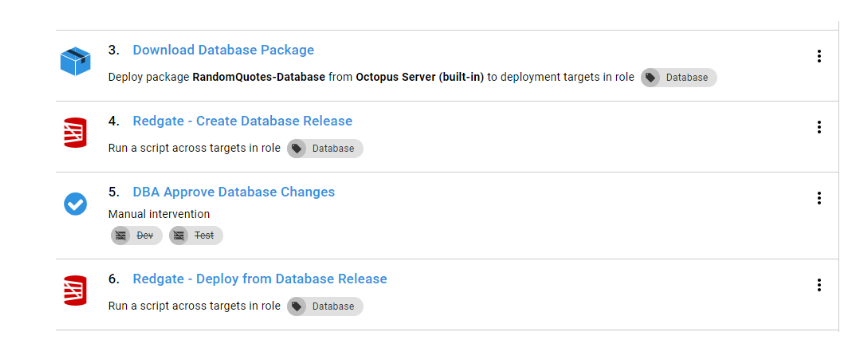 3. Download Database Package
Deploy package RandomQuotes-Database from Octopus Server (built-in) to deployment targets in role Database
4. Redgate - Create Database Release
Run a script across targets in role Database
5. DBA Approve Database Changes
Manual intervention
Dev Test
6. Redgate - Deploy from Database Release
Run a script across targets in role Database